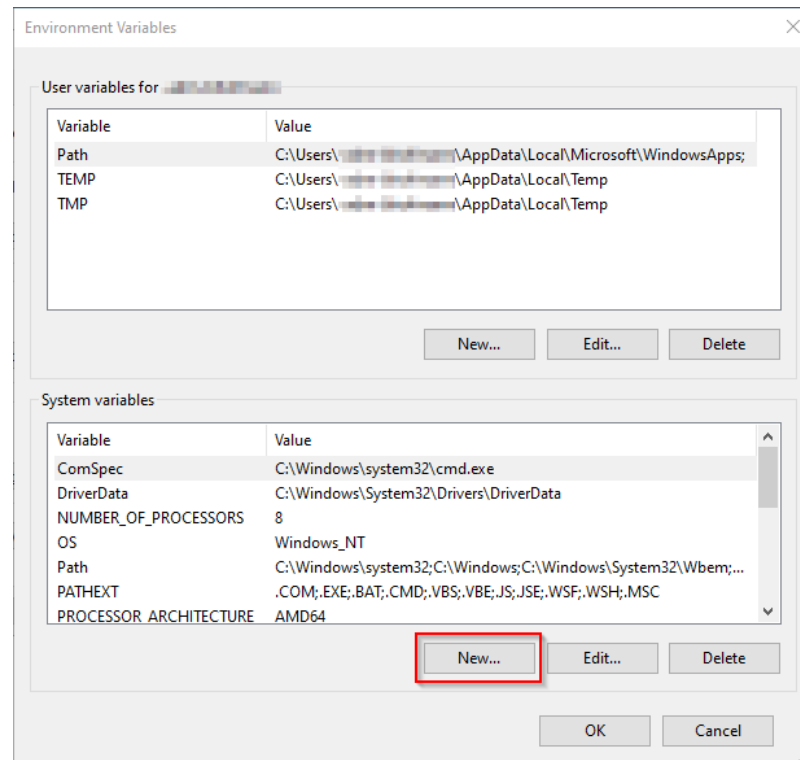 Environment Variables
User variables for
Variable Value
Path C:\Users\ \AppData\Local\Microsoft\WindowsApps;
TEMP C:\Users\ \AppData\Local\Temp
TMP C:\Users\ \AppData\Local\Temp
New... Edit... Delete
System variables
Variable Value
ComSpec C:\Windows\system32\cmd.exe
DriverData C:\Windows\System32\Drivers\DriverData
NUMBER_OF_PROCESSORS 8
OS Windows_NT
Path C:\Windows\system32;C:\Windows;C:\Windows\System32\Wbem;...
PATHEXT .COM;.EXE;.BAT;.CMD;.VBS;.VBE;.JS;.JSE;.WSF;.WSH;.MSC
PROCESSOR_ARCHITECTURE AMD64
New... Edit... Delete
OK Cancel